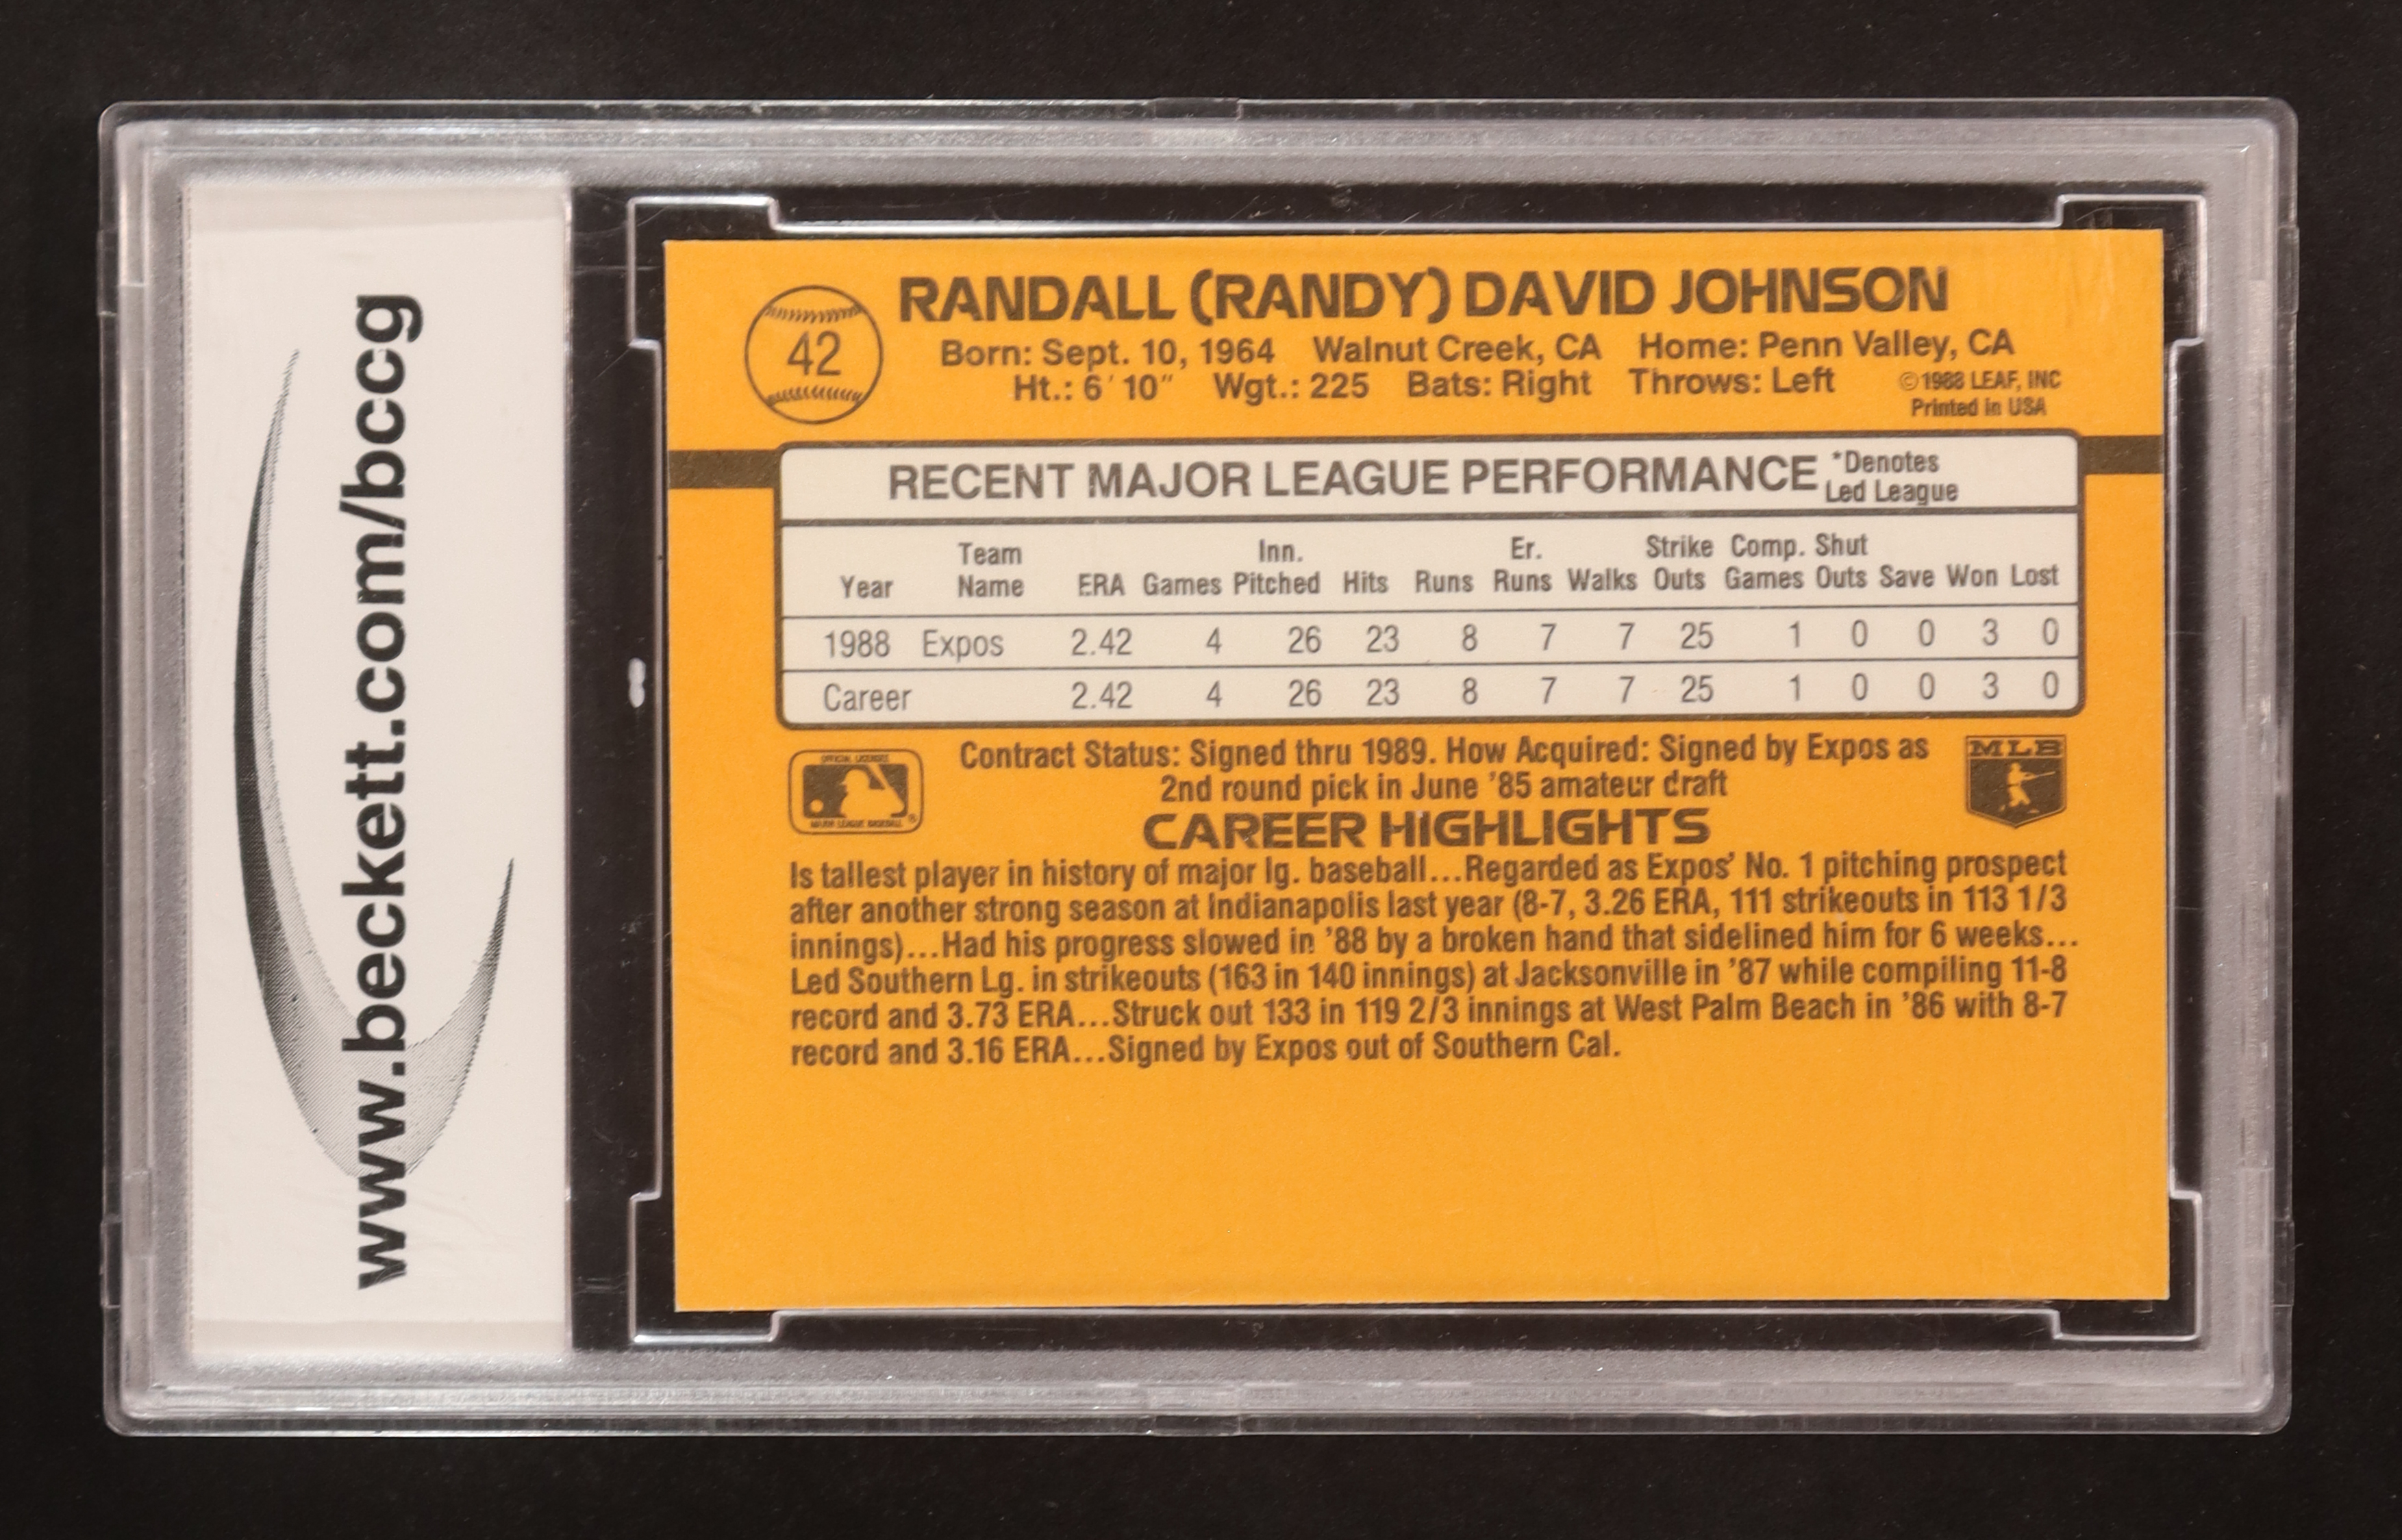 www.beckett.com/bccg
42
RANDALL (RANDY) DAVID JOHNSON
Born: Sept. 10, 1964 Walnut Creek, CA Home: Penn Valley, CA
Ht.: 6'10" Wgt.: 225 Bats: Right Throws: Left
©1988 LEAF, INC
Printed in USA
RECENT MAJOR LEAGUE PERFORMANCE *Denotes
Led League
Team Inn. Er. Strike Comp. Shut
Year Name ERA Games Pitched Hits Runs Runs Walks Outs Games Outs Save Won Lost
1988 Expos 2.42 4 26 23 8 7 7 25 1 0 0 3 0
Career 2.42 4 26 23 8 7 7 25 1 0 0 3 0
OFFICIAL LICENSEE
MAJOR LEAGUE BASEBALL ®
Contract Status: Signed thru 1989. How Acquired: Signed by Expos as
2nd round pick in June '85 amateur draft
MLB
CAREER HIGHLIGHTS
Is tallest player in history of major lg. baseball...Regarded as Expos' No. 1 pitching prospect
after another strong season at Indianapolis last year (8-7, 3.26 ERA, 111 strikeouts in 113 1/3
innings)...Had his progress slowed in '88 by a broken hand that sidelined him for 6 weeks...
Led Southern Lg. in strikeouts (163 in 140 innings) at Jacksonville in '87 while compiling 11-8
record and 3.73 ERA...Struck out 133 in 119 2/3 innings at West Palm Beach in '86 with 8-7
record and 3.16 ERA...Signed by Expos out of Southern Cal.